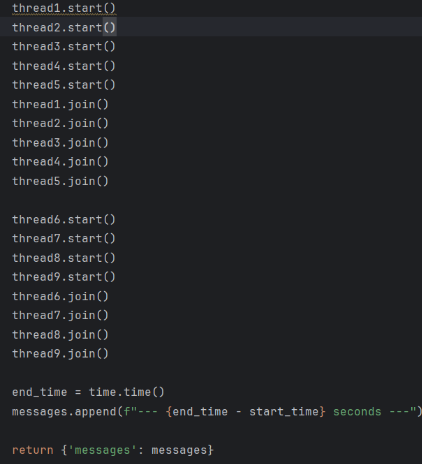 thread1.start()
thread2.start()
thread3.start()
thread4.start()
thread5.start()
thread1.join()
thread2.join()
thread3.join()
thread4.join()
thread5.join()
thread6.start()
thread7.start()
thread8.start()
thread9.start()
thread6.join()
thread7.join()
thread8.join()
thread9.join()
end_time = time.time()
messages.append(f"--- {end_time - start_time} seconds ---")
return {'messages': messages}